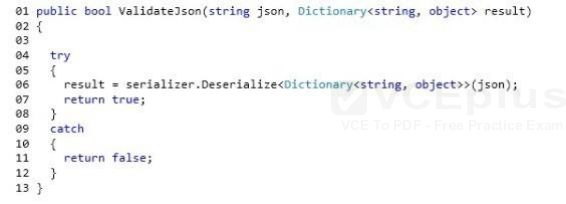 01 public bool ValidateJson(string json, Dictionary<string, object> result)
02 {
03
04   try
05   {
06     result = serializer.Deserialize<Dictionary<string, object>>(json);
07     return true;
08   }
09   catch
10   {
11     return false;
12   }
13 }
VCEplus
VCE To PDF - Free Practice Exam